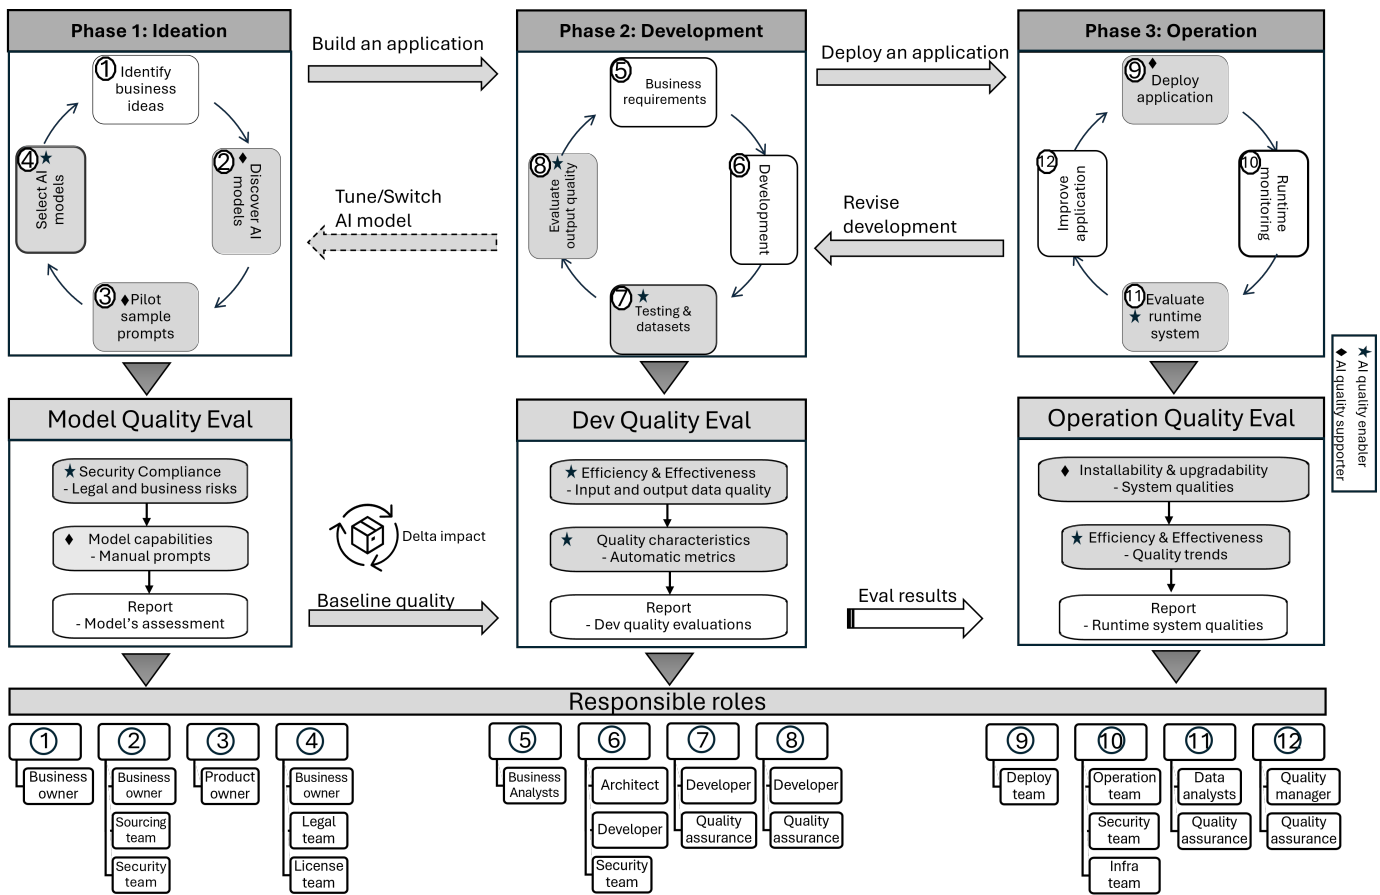 Phase 1: Ideation
Build an application
Phase 2: Development
Deploy an application
Phase 3: Operation
1
Identify
business
ideas
2
Discover AI
models
3
Pilot
sample
prompts
4
Select AI
models
Tune/Switch
AI model
5
Business
requirements
6
Development
7
Testing &
datasets
8
Evaluate
output quality
Revise
development
9
Deploy
application
10
Runtime
monitoring
11
Evaluate
runtime
system
12
Improve
application
AI quality enabler
AI quality supporter
Model Quality Eval
Security Compliance
- Legal and business risks
Model capabilities
- Manual prompts
Report
- Model's assessment
Delta impact
Baseline quality
Dev Quality Eval
Efficiency & Effectiveness
- Input and output data quality
Quality characteristics
- Automatic metrics
Report
- Dev quality evaluations
Eval results
Operation Quality Eval
Installability & upgradability
- System qualities
Efficiency & Effectiveness
- Quality trends
Report
- Runtime system qualities
Responsible roles
1
Business
owner
2
Business
owner
Sourcing
team
Security
team
3
Product
owner
4
Business
owner
Legal
team
License
team
5
Business
Analysts
6
Architect
Developer
Security
team
7
Developer
Quality
assurance
8
Developer
Quality
assurance
9
Deploy
team
10
Operation
team
Security
team
Infra
team
11
Data
analysts
Quality
assurance
12
Quality
manager
Quality
assurance